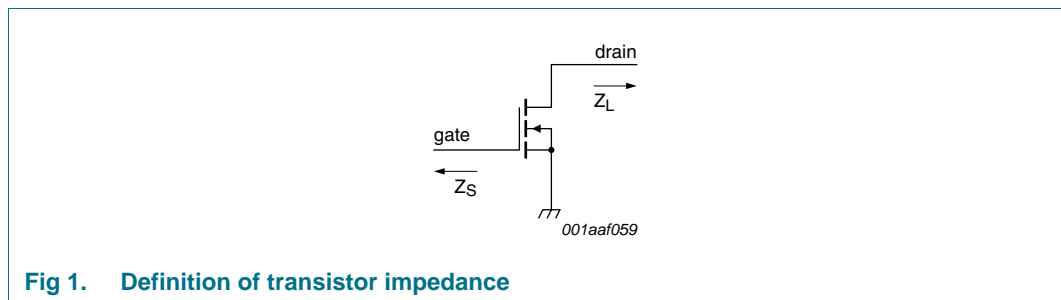 drain
Z_L
gate
Z_S
001aaf059
Fig 1. Definition of transistor impedance